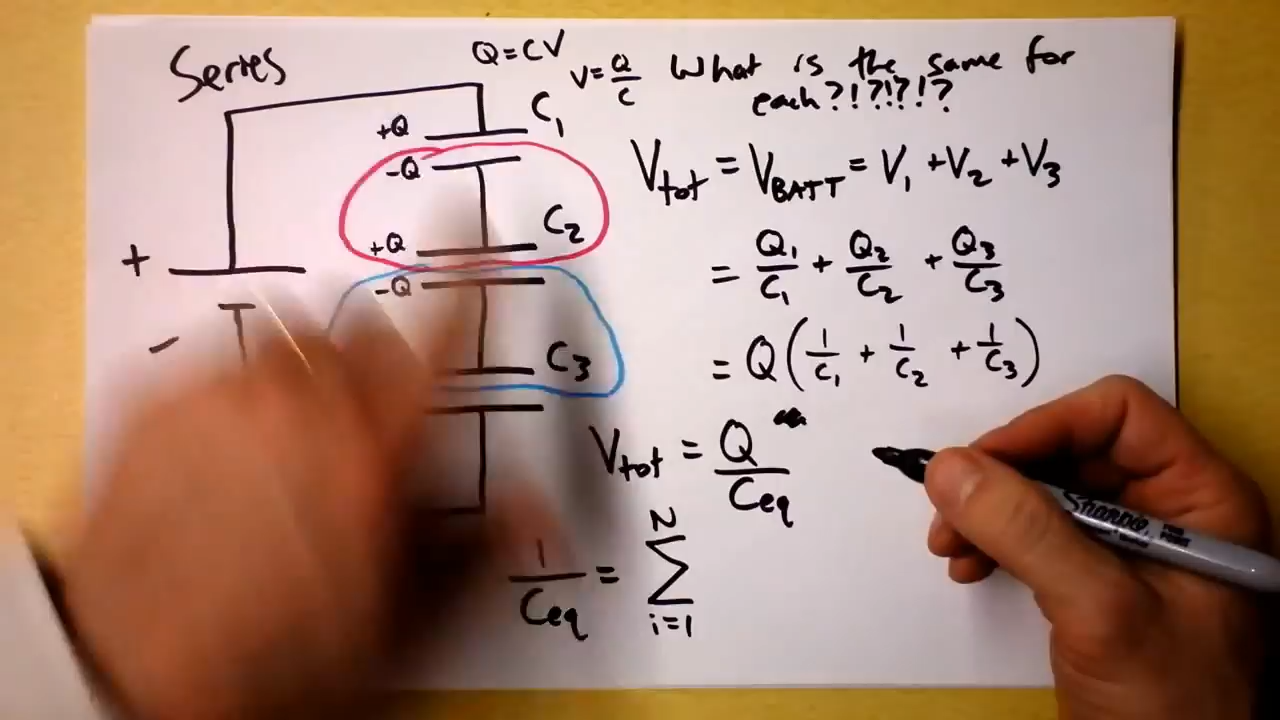 Series
Q=CV
V=Q/C
What is the same for
each?!?!?!?
C₁
+Q
-Q
C₂
+Q
-Q
C₃
+
-
V_tot = V_BATT = V₁ + V₂ + V₃
= Q₁/C₁ + Q₂/C₂ + Q₃/C₃
= Q(1/C₁ + 1/C₂ + 1/C₃)
V_tot = Q/C_eq
1/C_eq = N Σ i=1
Sharpie